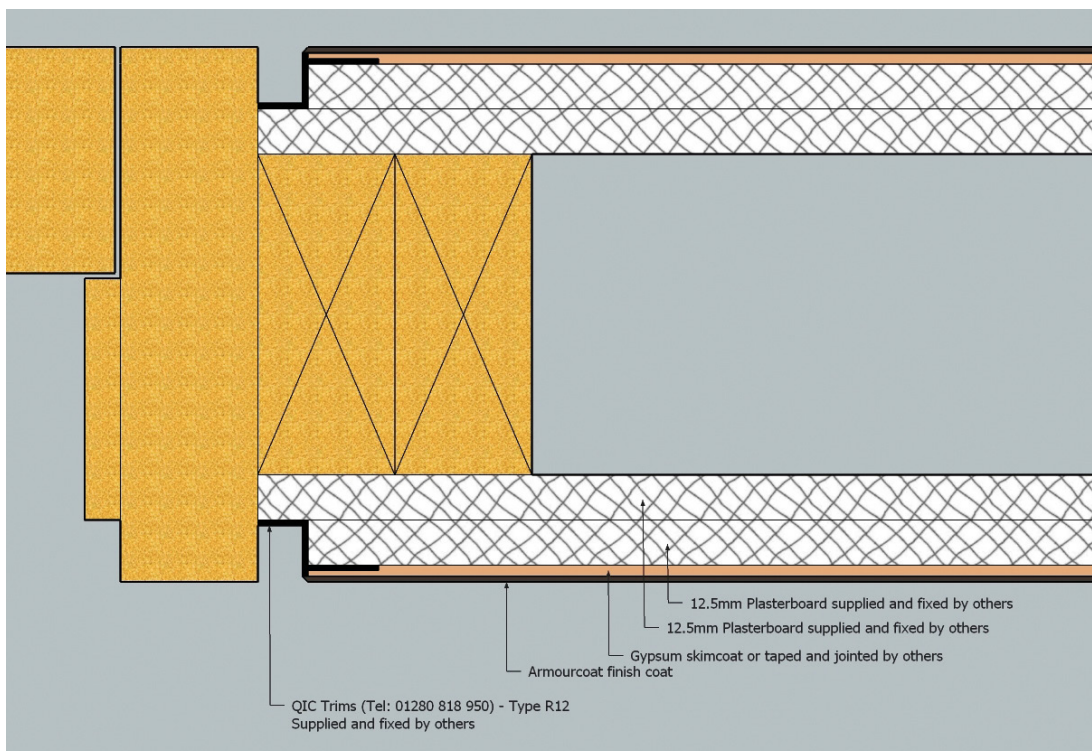 12.5mm Plasterboard supplied and fixed by others
12.5mm Plasterboard supplied and fixed by others
Gypsum skimcoat or taped and jointed by others
Armourcoat finish coat
QIC Trims (Tel: 01280 818 950) - Type R12
Supplied and fixed by others